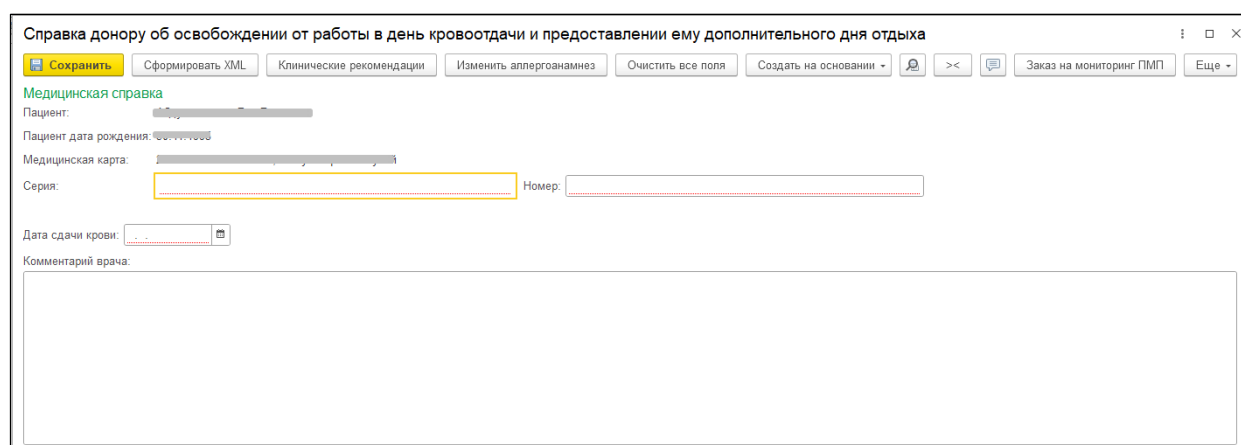 Справка донору об освобождении от работы в день кровоотдачи и предоставлении ему дополнительного дня отдыха
Сохранить Сформировать XML Клинические рекомендации Изменить аллергоанамнез Очистить все поля Создать на основании >< Заказ на мониторинг ПМП Еще
Медицинская справка
Пациент:
Пациент дата рождения:
Медицинская карта:
Серия: Номер:
Дата сдачи крови: . .
Комментарий врача: